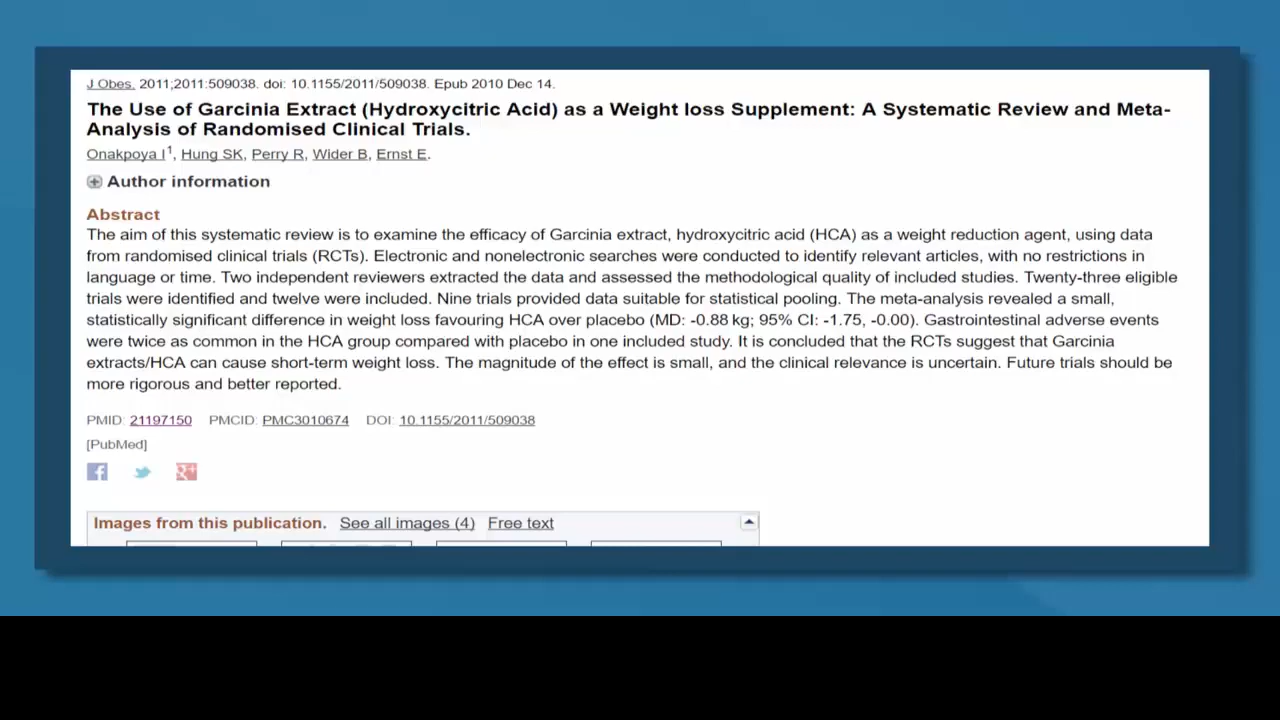 J Obes. 2011;2011:509038. doi: 10.1155/2011/509038. Epub 2010 Dec 14.
The Use of Garcinia Extract (Hydroxycitric Acid) as a Weight loss Supplement: A Systematic Review and Meta-
Analysis of Randomised Clinical Trials.
Onakpoya I1, Hung SK, Perry R, Wider B, Ernst E.
Author information
Abstract
The aim of this systematic review is to examine the efficacy of Garcinia extract, hydroxycitric acid (HCA) as a weight reduction agent, using data
from randomised clinical trials (RCTs). Electronic and nonelectronic searches were conducted to identify relevant articles, with no restrictions in
language or time. Two independent reviewers extracted the data and assessed the methodological quality of included studies. Twenty-three eligible
trials were identified and twelve were included. Nine trials provided data suitable for statistical pooling. The meta-analysis revealed a small,
statistically significant difference in weight loss favouring HCA over placebo (MD: -0.88 kg; 95% CI: -1.75, -0.00). Gastrointestinal adverse events
were twice as common in the HCA group compared with placebo in one included study. It is concluded that the RCTs suggest that Garcinia
extracts/HCA can cause short-term weight loss. The magnitude of the effect is small, and the clinical relevance is uncertain. Future trials should be
more rigorous and better reported.
PMID: 21197150 PMCID: PMC3010674 DOI: 10.1155/2011/509038
[PubMed]
f g+
Images from this publication. See all images (4) Free text